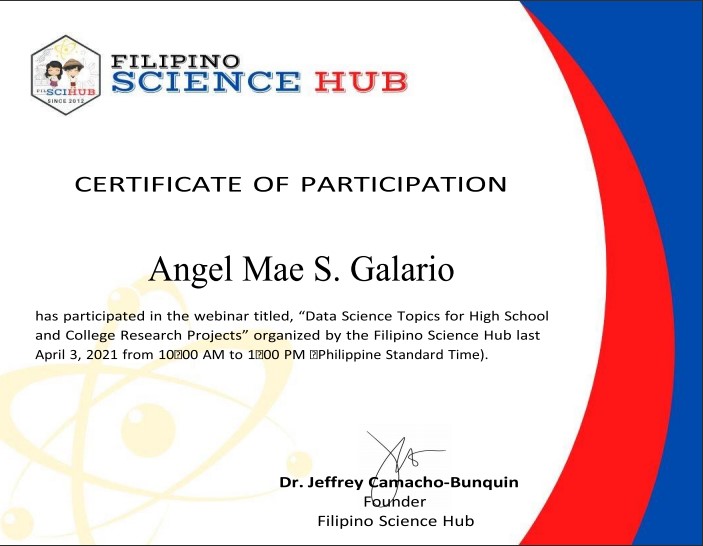 FILIPINO
SCIENCE HUB
FILSCIHUB
SINCE 2012
CERTIFICATE OF PARTICIPATION
Angel Mae S. Galario
has participated in the webinar titled, “Data Science Topics for High School
and College Research Projects” organized by the Filipino Science Hub last
April 3, 2021 from 10�00 AM to 1�00 PM �Philippine Standard Time).
Dr. Jeffrey Camacho-Bunquin
Founder
Filipino Science Hub